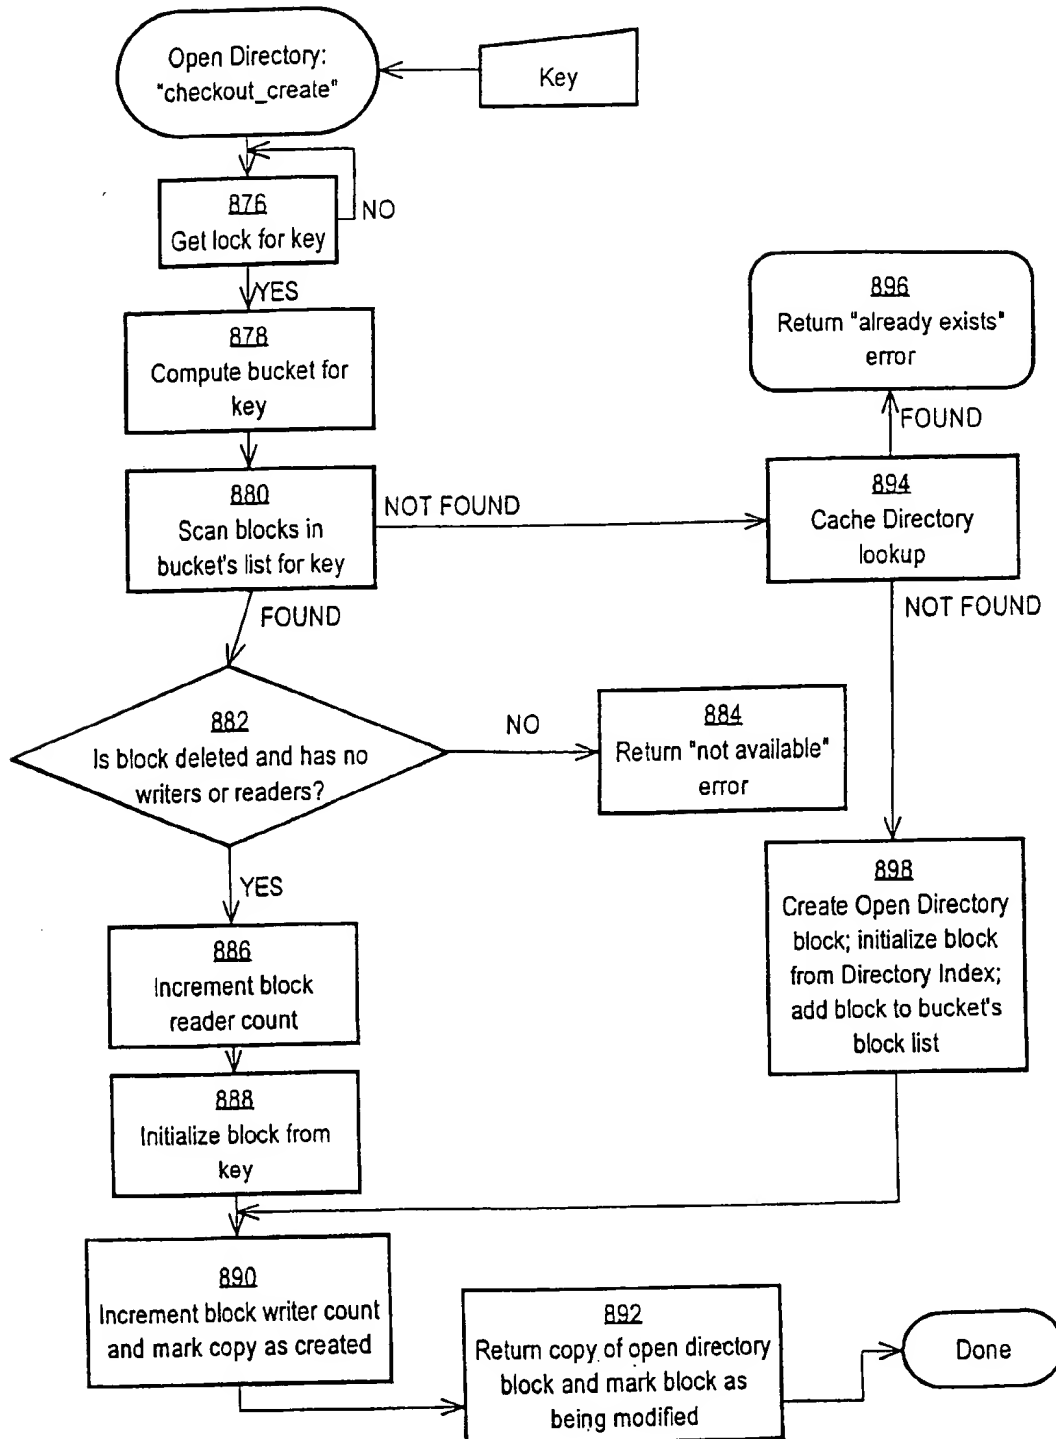 Open Directory:
"checkout_create"
Key
876
Get lock for key
NO
YES
878
Compute bucket for
key
880
Scan blocks in
bucket's list for key
NOT FOUND
FOUND
896
Return "already exists"
error
FOUND
894
Cache Directory
lookup
NOT FOUND
882
Is block deleted and has no
writers or readers?
NO
884
Return "not available"
error
YES
886
Increment block
reader count
888
Initialize block from
key
898
Create Open Directory
block; initialize block
from Directory Index;
add block to bucket's
block list
890
Increment block writer count
and mark copy as created
892
Return copy of open directory
block and mark block as
being modified
Done